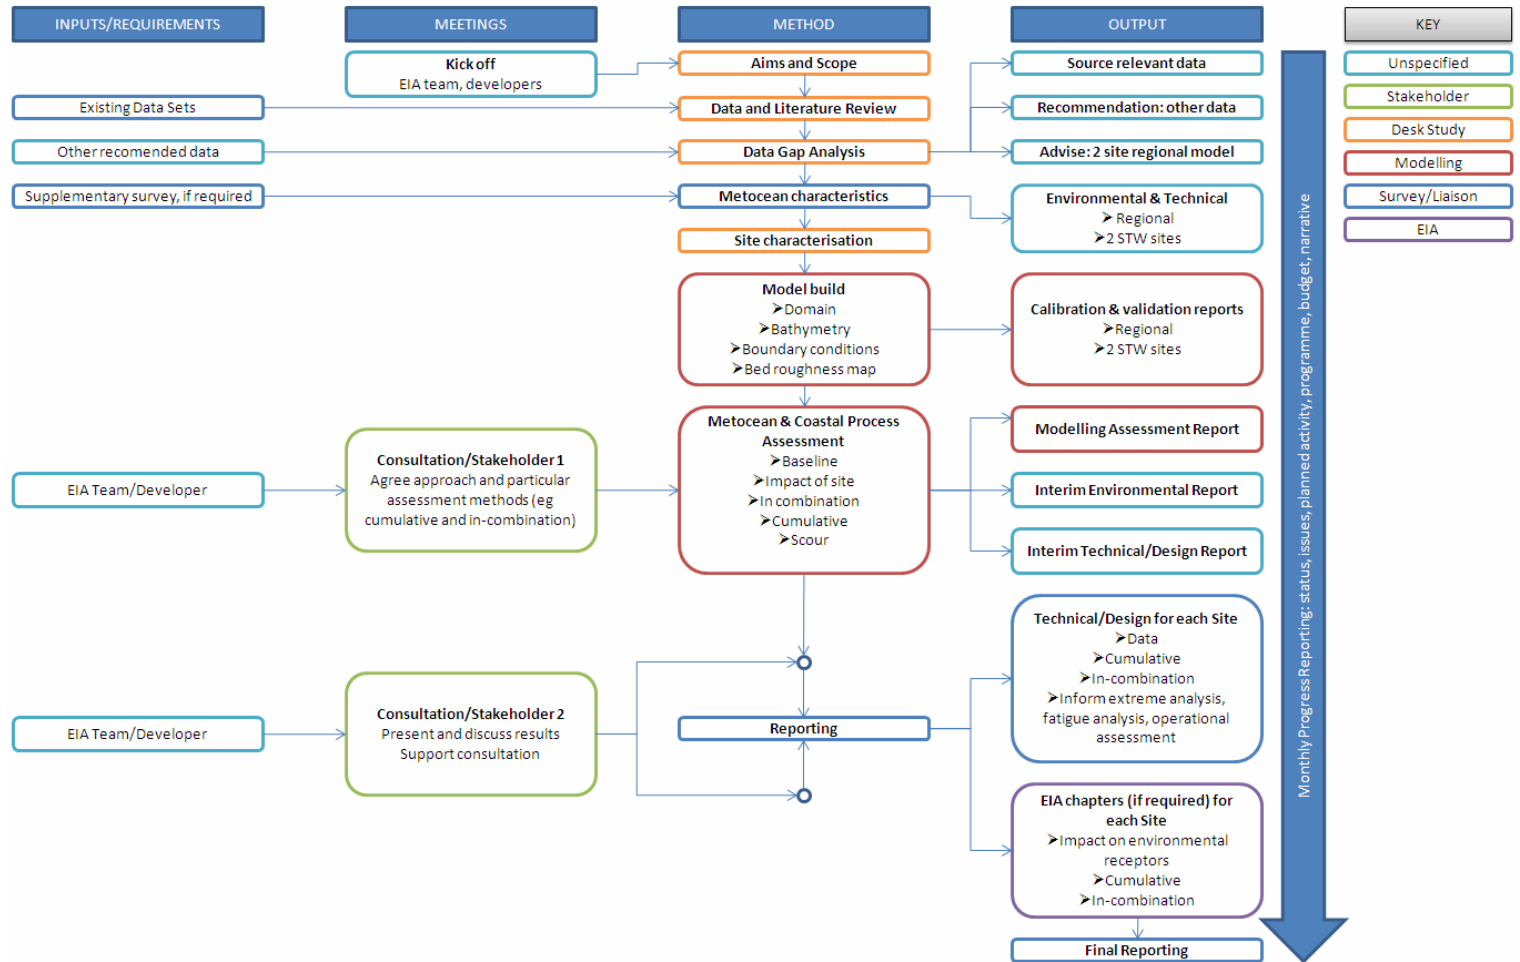 INPUTS/REQUIREMENTS
MEETINGS
METHOD
OUTPUT
KEY
Kick off
EIA team, developers
Aims and Scope
Source relevant data
Unspecified
Existing Data Sets
Data and Literature Review
Recommendation: other data
Stakeholder
Desk Study
Other recomended data
Data Gap Analysis
Advise: 2 site regional model
Modelling
Supplementary survey, if required
Metocean characteristics
Environmental & Technical
➤ Regional
➤2 STW sites
Survey/Liaison
EIA
Site characterisation
Model build
➤Domain
➤Bathymetry
➤Boundary conditions
➤Bed roughness map
Calibration & validation reports
➤Regional
➤2 STW sites
EIA Team/Developer
Consultation/Stakeholder 1
Agree approach and particular
assessment methods (eg
cumulative and in-combination)
Metocean & Coastal Process
Assessment
➤Baseline
➤Impact of site
➤In combination
➤Cumulative
➤Scour
Modelling Assessment Report
Interim Environmental Report
Interim Technical/Design Report
EIA Team/Developer
Consultation/Stakeholder 2
Present and discuss results
Support consultation
Reporting
Technical/Design for each Site
➤Data
➤Cumulative
➤In-combination
➤Inform extreme analysis,
fatigue analysis, operational
assessment
EIA chapters (if required) for
each Site
➤Impact on environmental
receptors
➤Cumulative
➤In-combination
Final Reporting
Monthly Progress Reporting: status, issues, planned activity, programme, budget, narrative